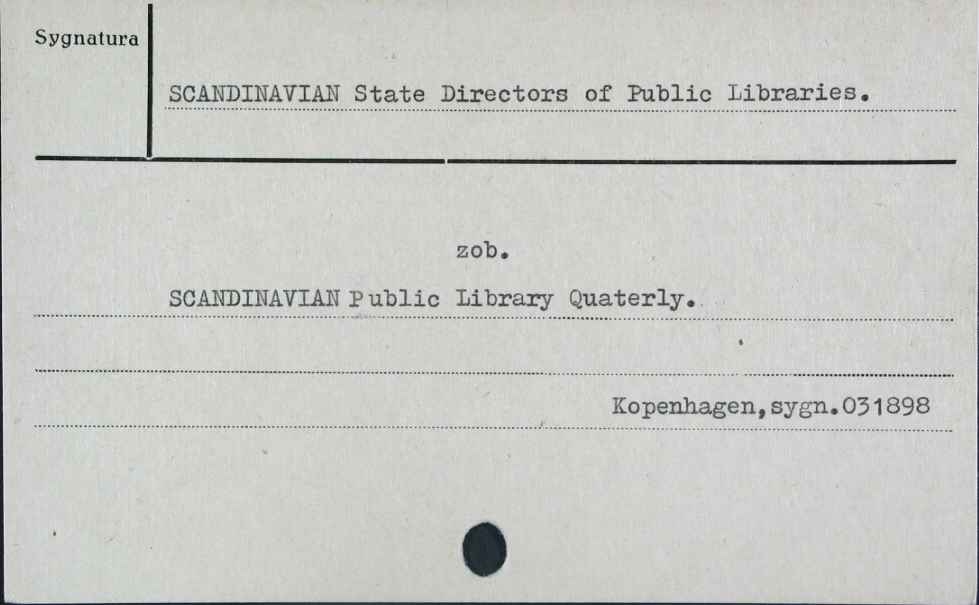 Sygnatura
SCANDINAVIAN State Directors of Public Libraries.
zob.
SCANDINAVIAN Public Library Quaterly.
Kopenhagen,sygn.031898